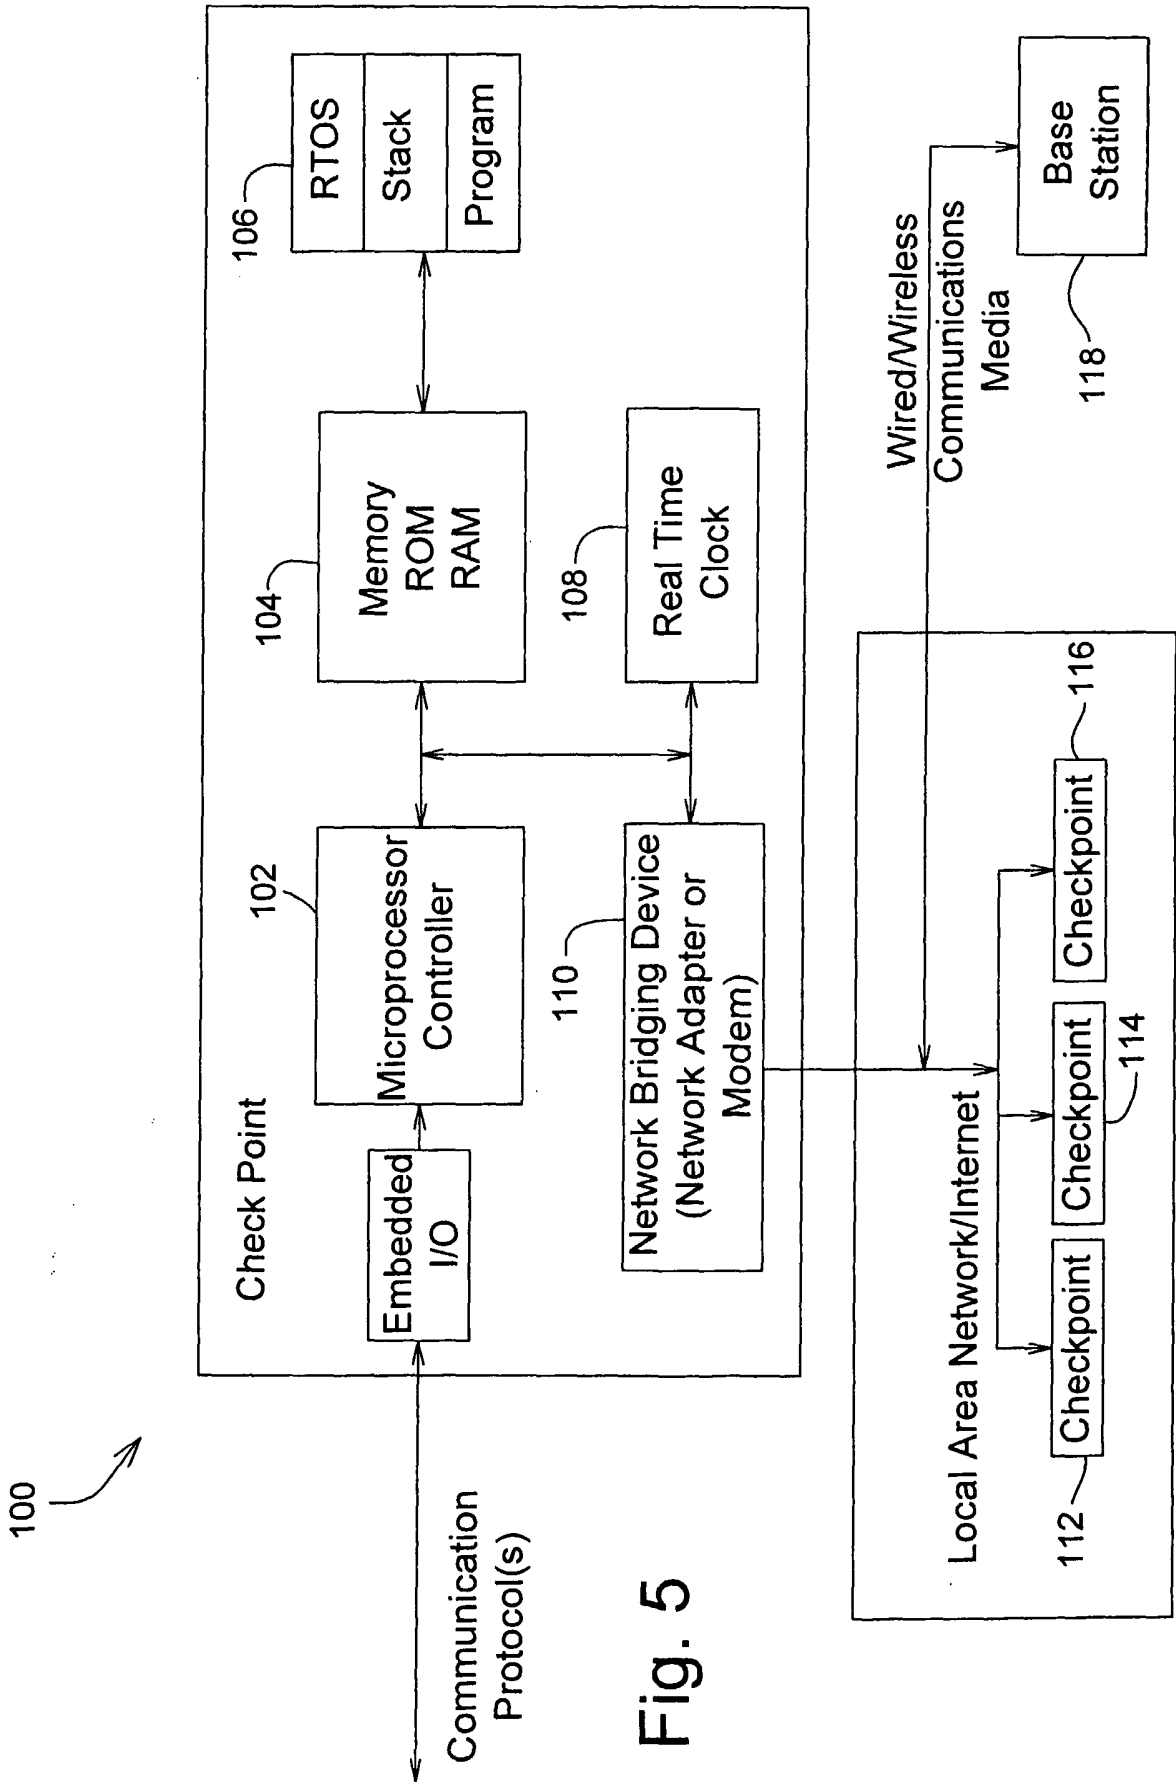 100
Check Point
Communication
Protocol(s)
Embedded
I/O
102
Microprocessor
Controller
104
Memory
ROM
RAM
106
RTOS
Stack
Program
110
Network Bridging Device
(Network Adapter or
Modem)
108
Real Time
Clock
Local Area Network/Internet
112
Checkpoint
Checkpoint
114
Checkpoint
116
Wired/Wireless
Communications
Media
118
Base
Station
Fig. 5